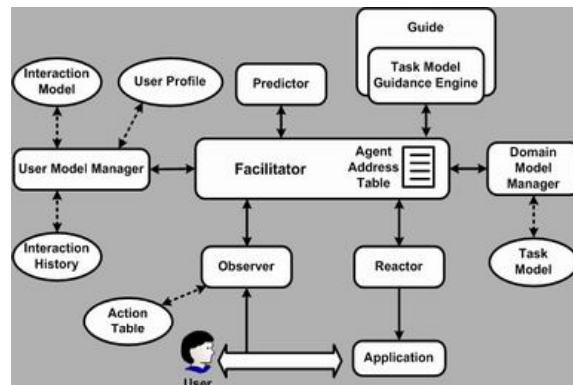 Guide
Interaction
Model
User Profile
Predictor
Task Model
Guidance Engine
User Model Manager
Facilitator
Agent
Address
Table
Domain
Model
Manager
Interaction
History
Observer
Reactor
Task
Model
Action
Table
Application
User